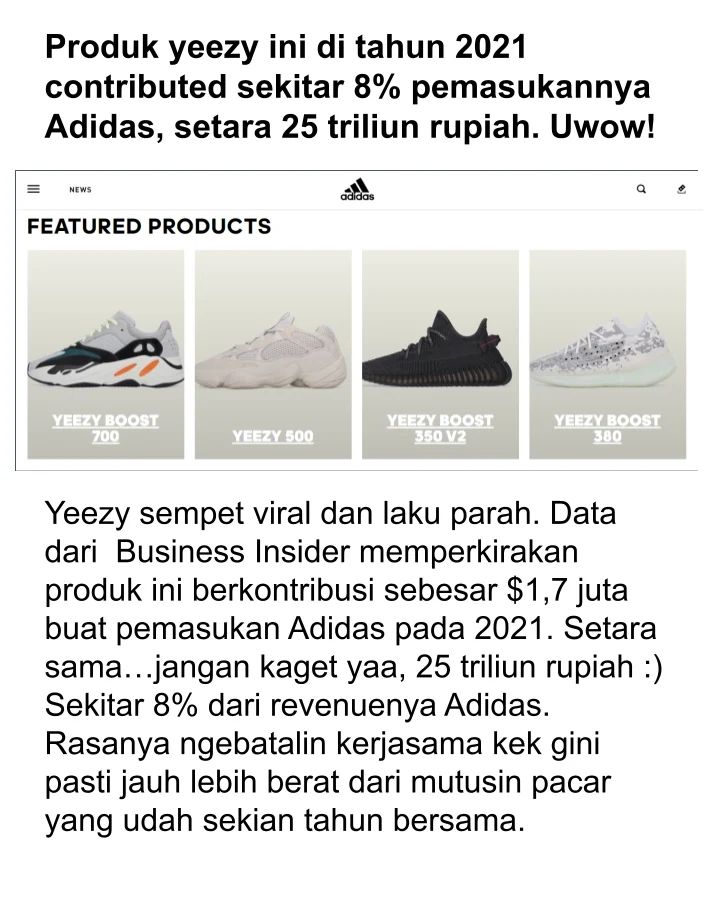 Produk yeezy ini di tahun 2021
contributed sekitar 8% pemasukannya
Adidas, setara 25 triliun rupiah. Uwow!
NEWS
adidas
FEATURED PRODUCTS
YEEZY BOOST
700
YEEZY 500
YEEZY BOOST
350 V2
YEEZY BOOST
380
Yeezy sempet viral dan laku parah. Data
dari  Business Insider memperkirakan
produk ini berkontribusi sebesar $1,7 juta
buat pemasukan Adidas pada 2021. Setara
sama…jangan kaget yaa, 25 triliun rupiah :)
Sekitar 8% dari revenuenya Adidas.
Rasanya ngebatalin kerjasama kek gini
pasti jauh lebih berat dari mutusin pacar
yang udah sekian tahun bersama.